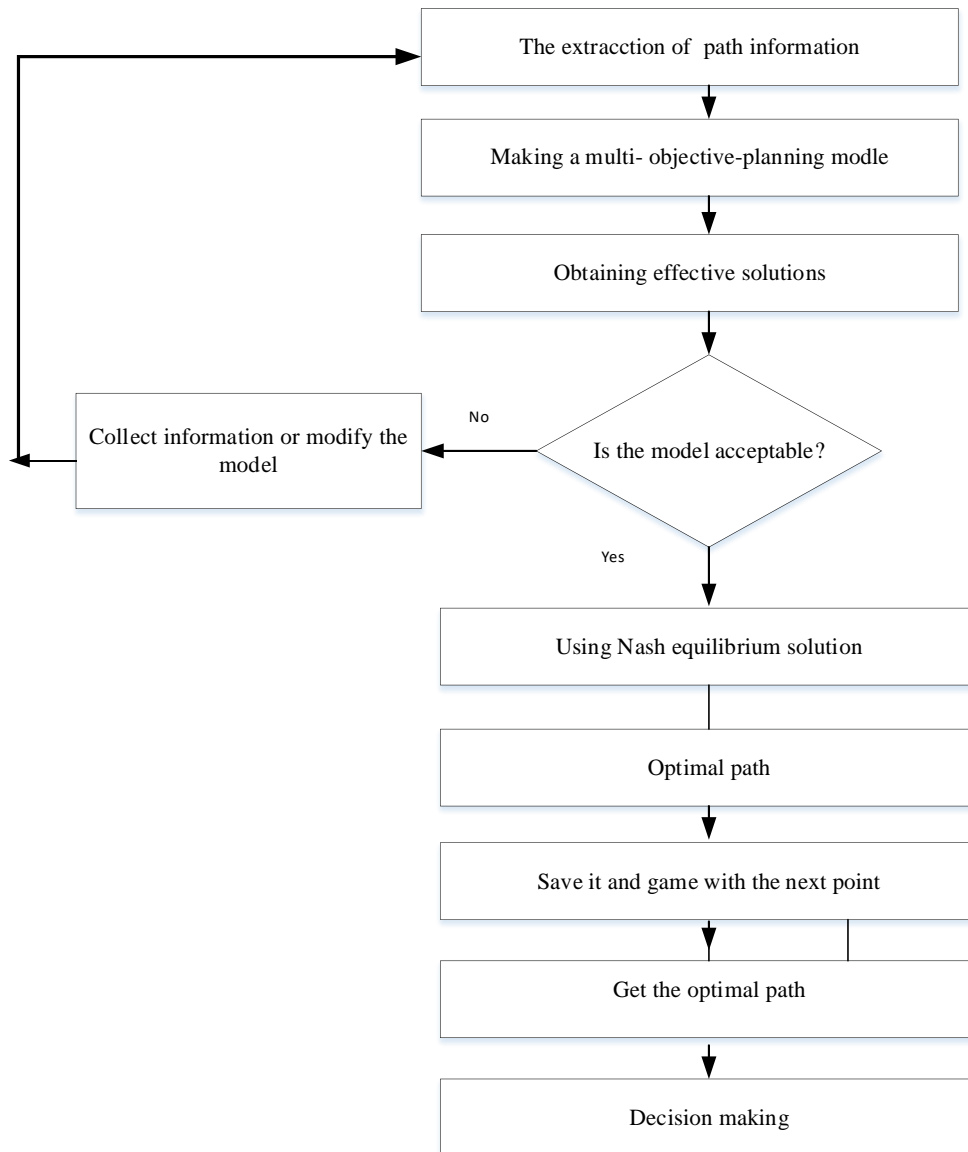 The extracction of path information
Making a multi- objective-planning modle
Obtaining effective solutions
Is the model acceptable?
No
Collect information or modify the
model
Yes
Using Nash equilibrium solution
Optimal path
Save it and game with the next point
Get the optimal path
Decision making